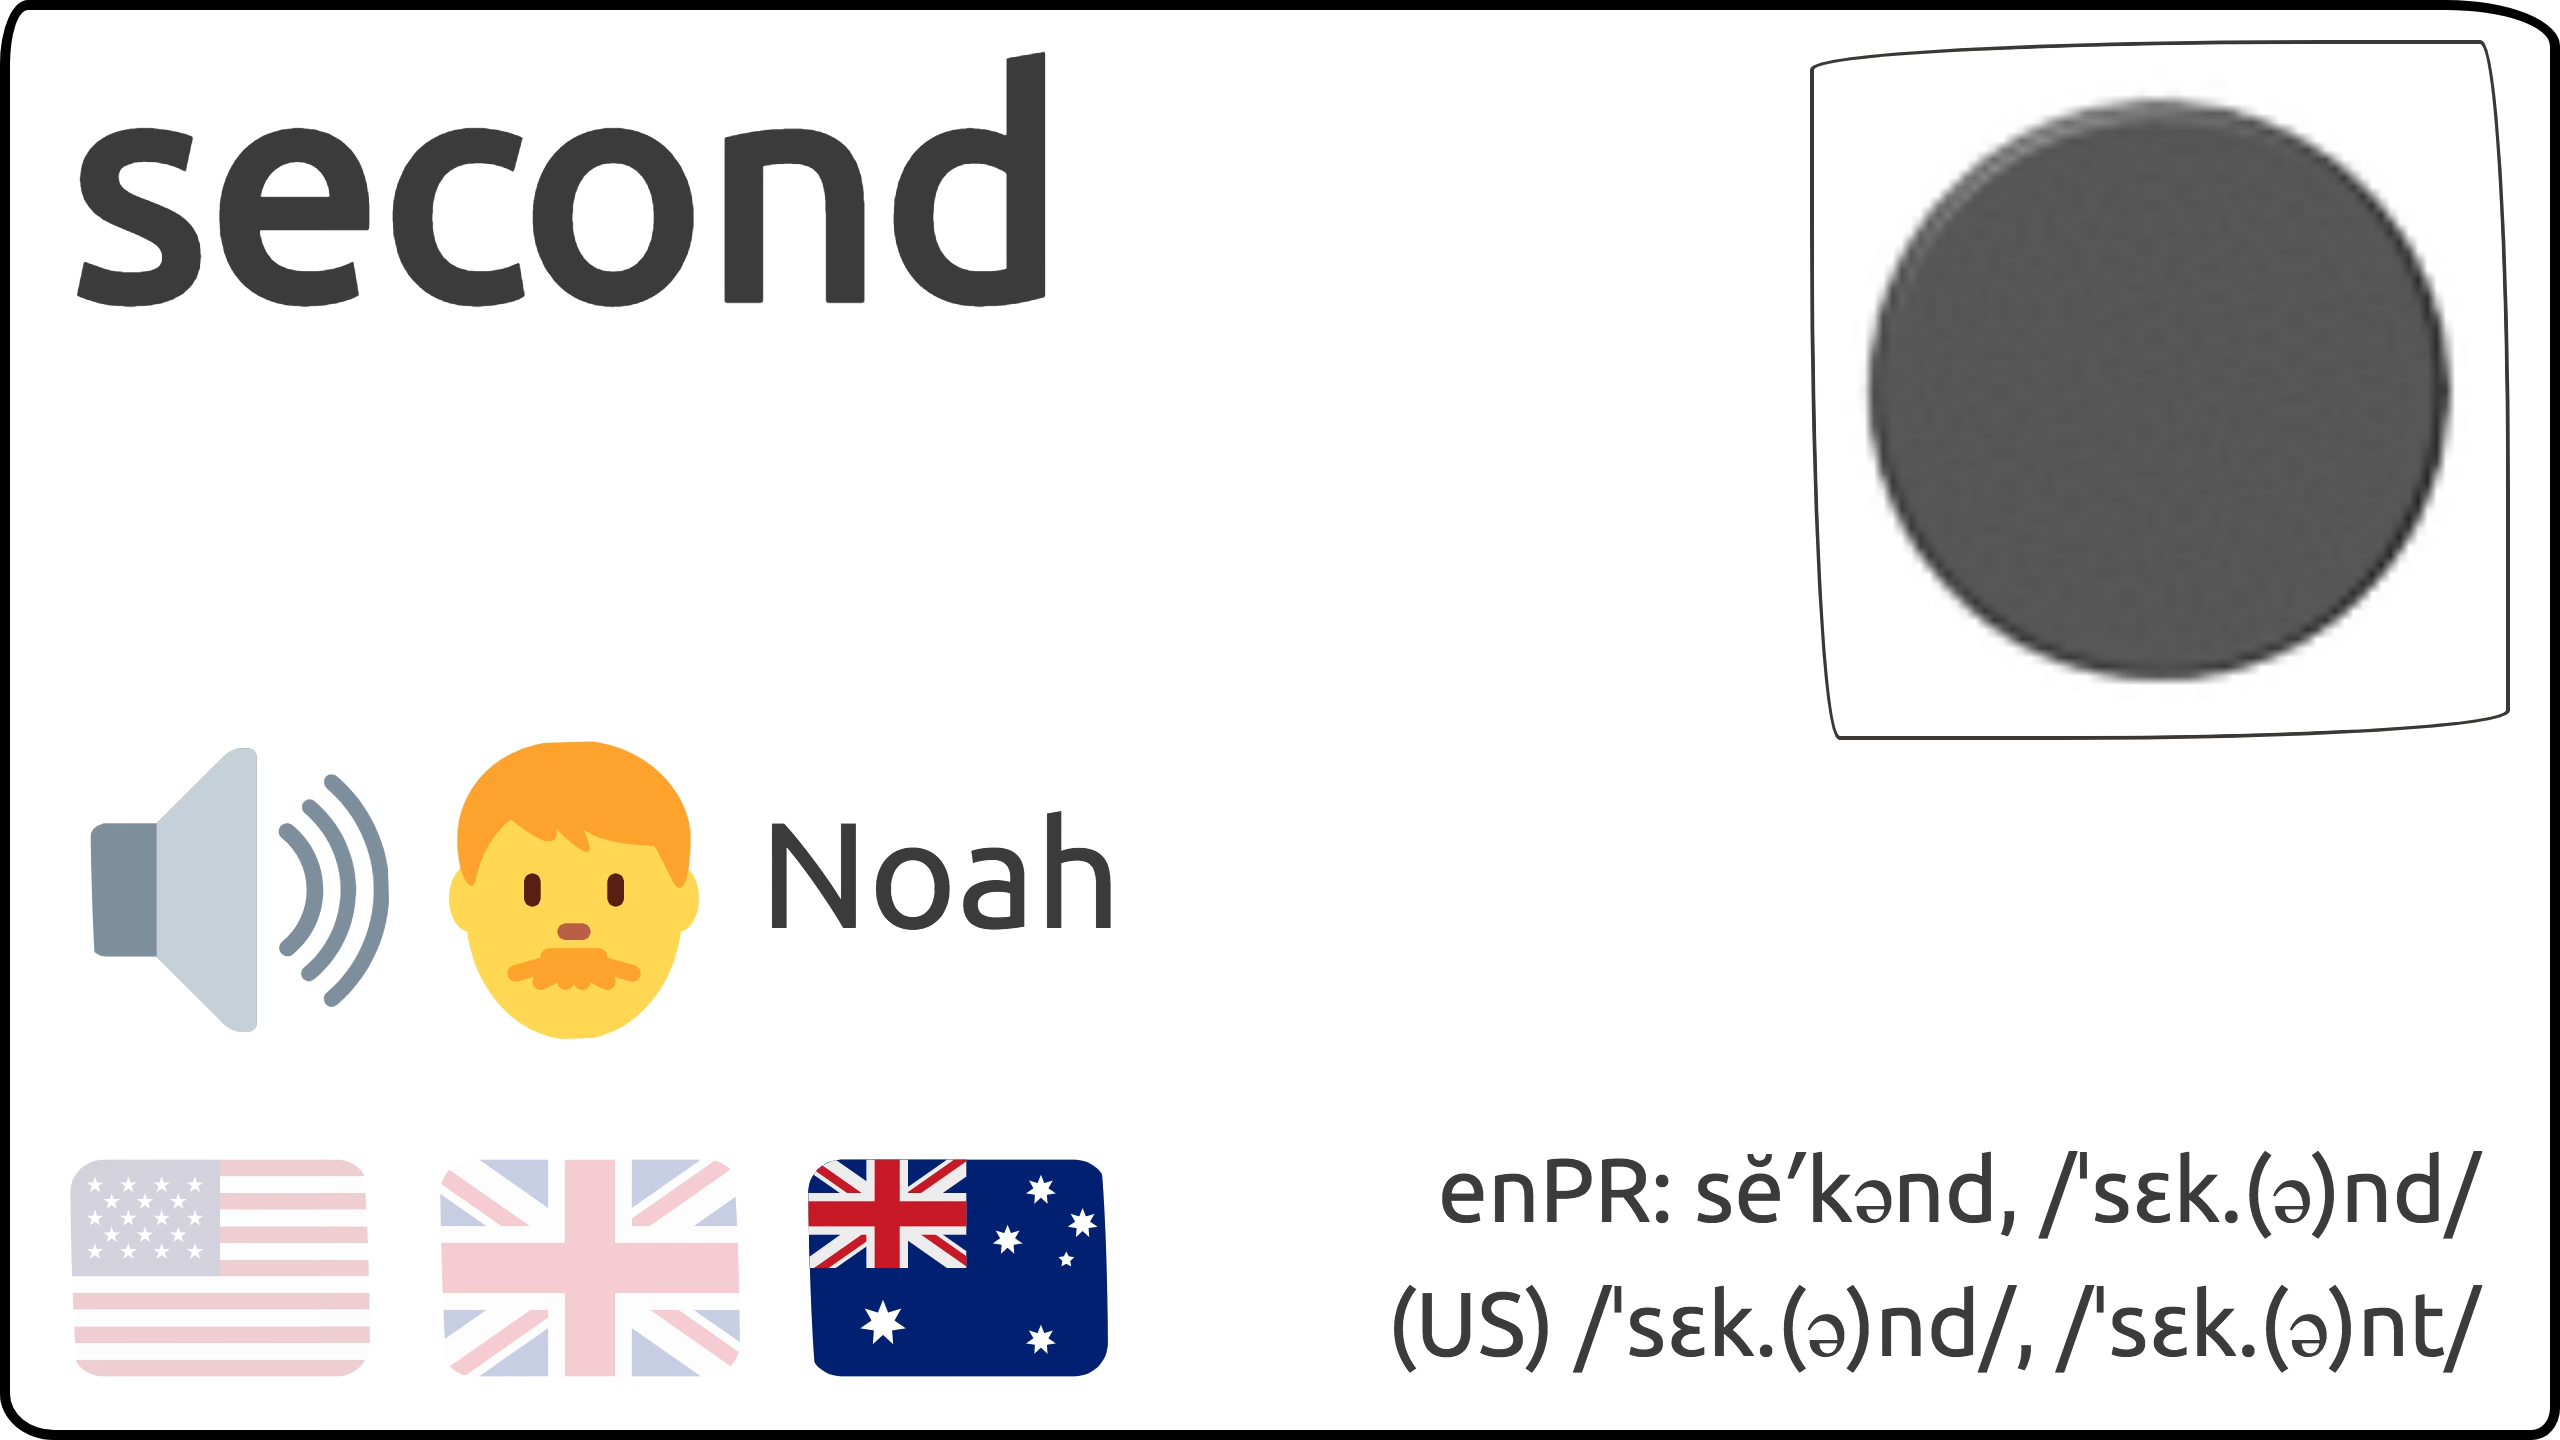 second
Noah
enPR: sĕ′kənd, /ˈsɛk.(ə)nd/
(US) /ˈsɛk.(ə)nd/, /ˈsɛk.(ə)nt/